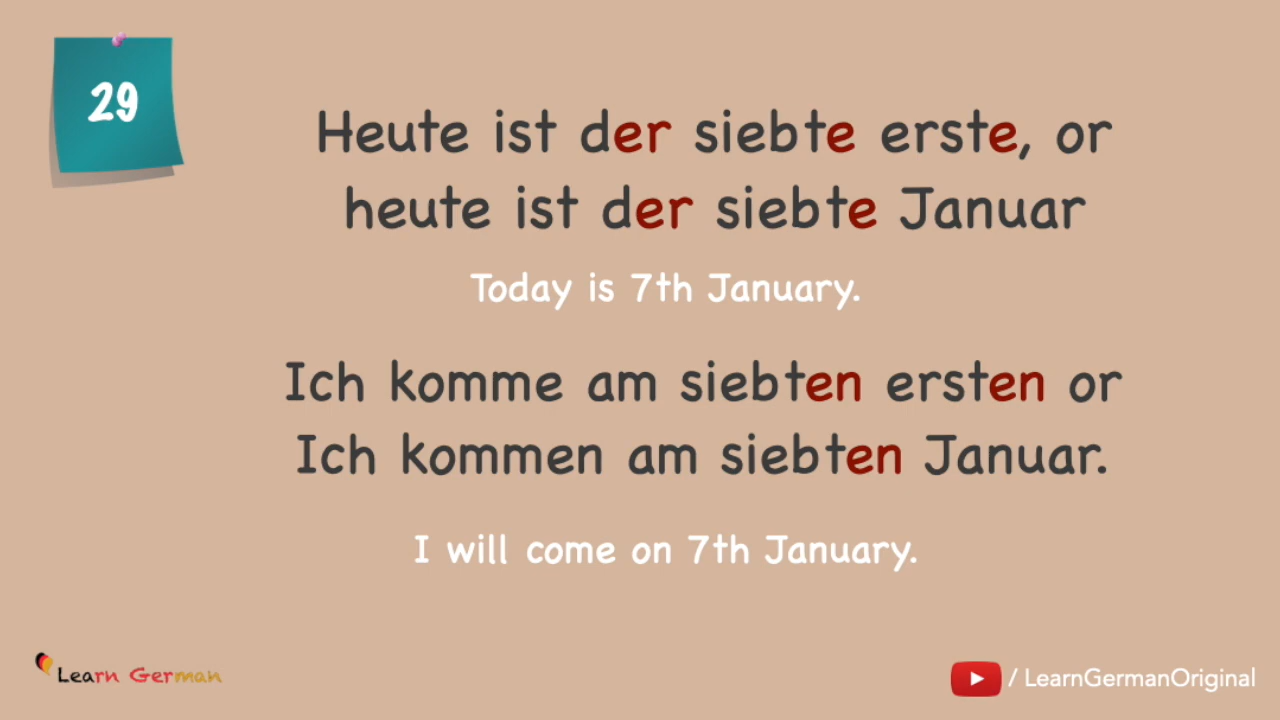 29
Heute ist der siebte erste, or
heute ist der siebte Januar
Today is 7th January.
Ich komme am siebten ersten or
Ich kommen am siebten Januar.
I will come on 7th January.
Learn German
/ LearnGermanOriginal